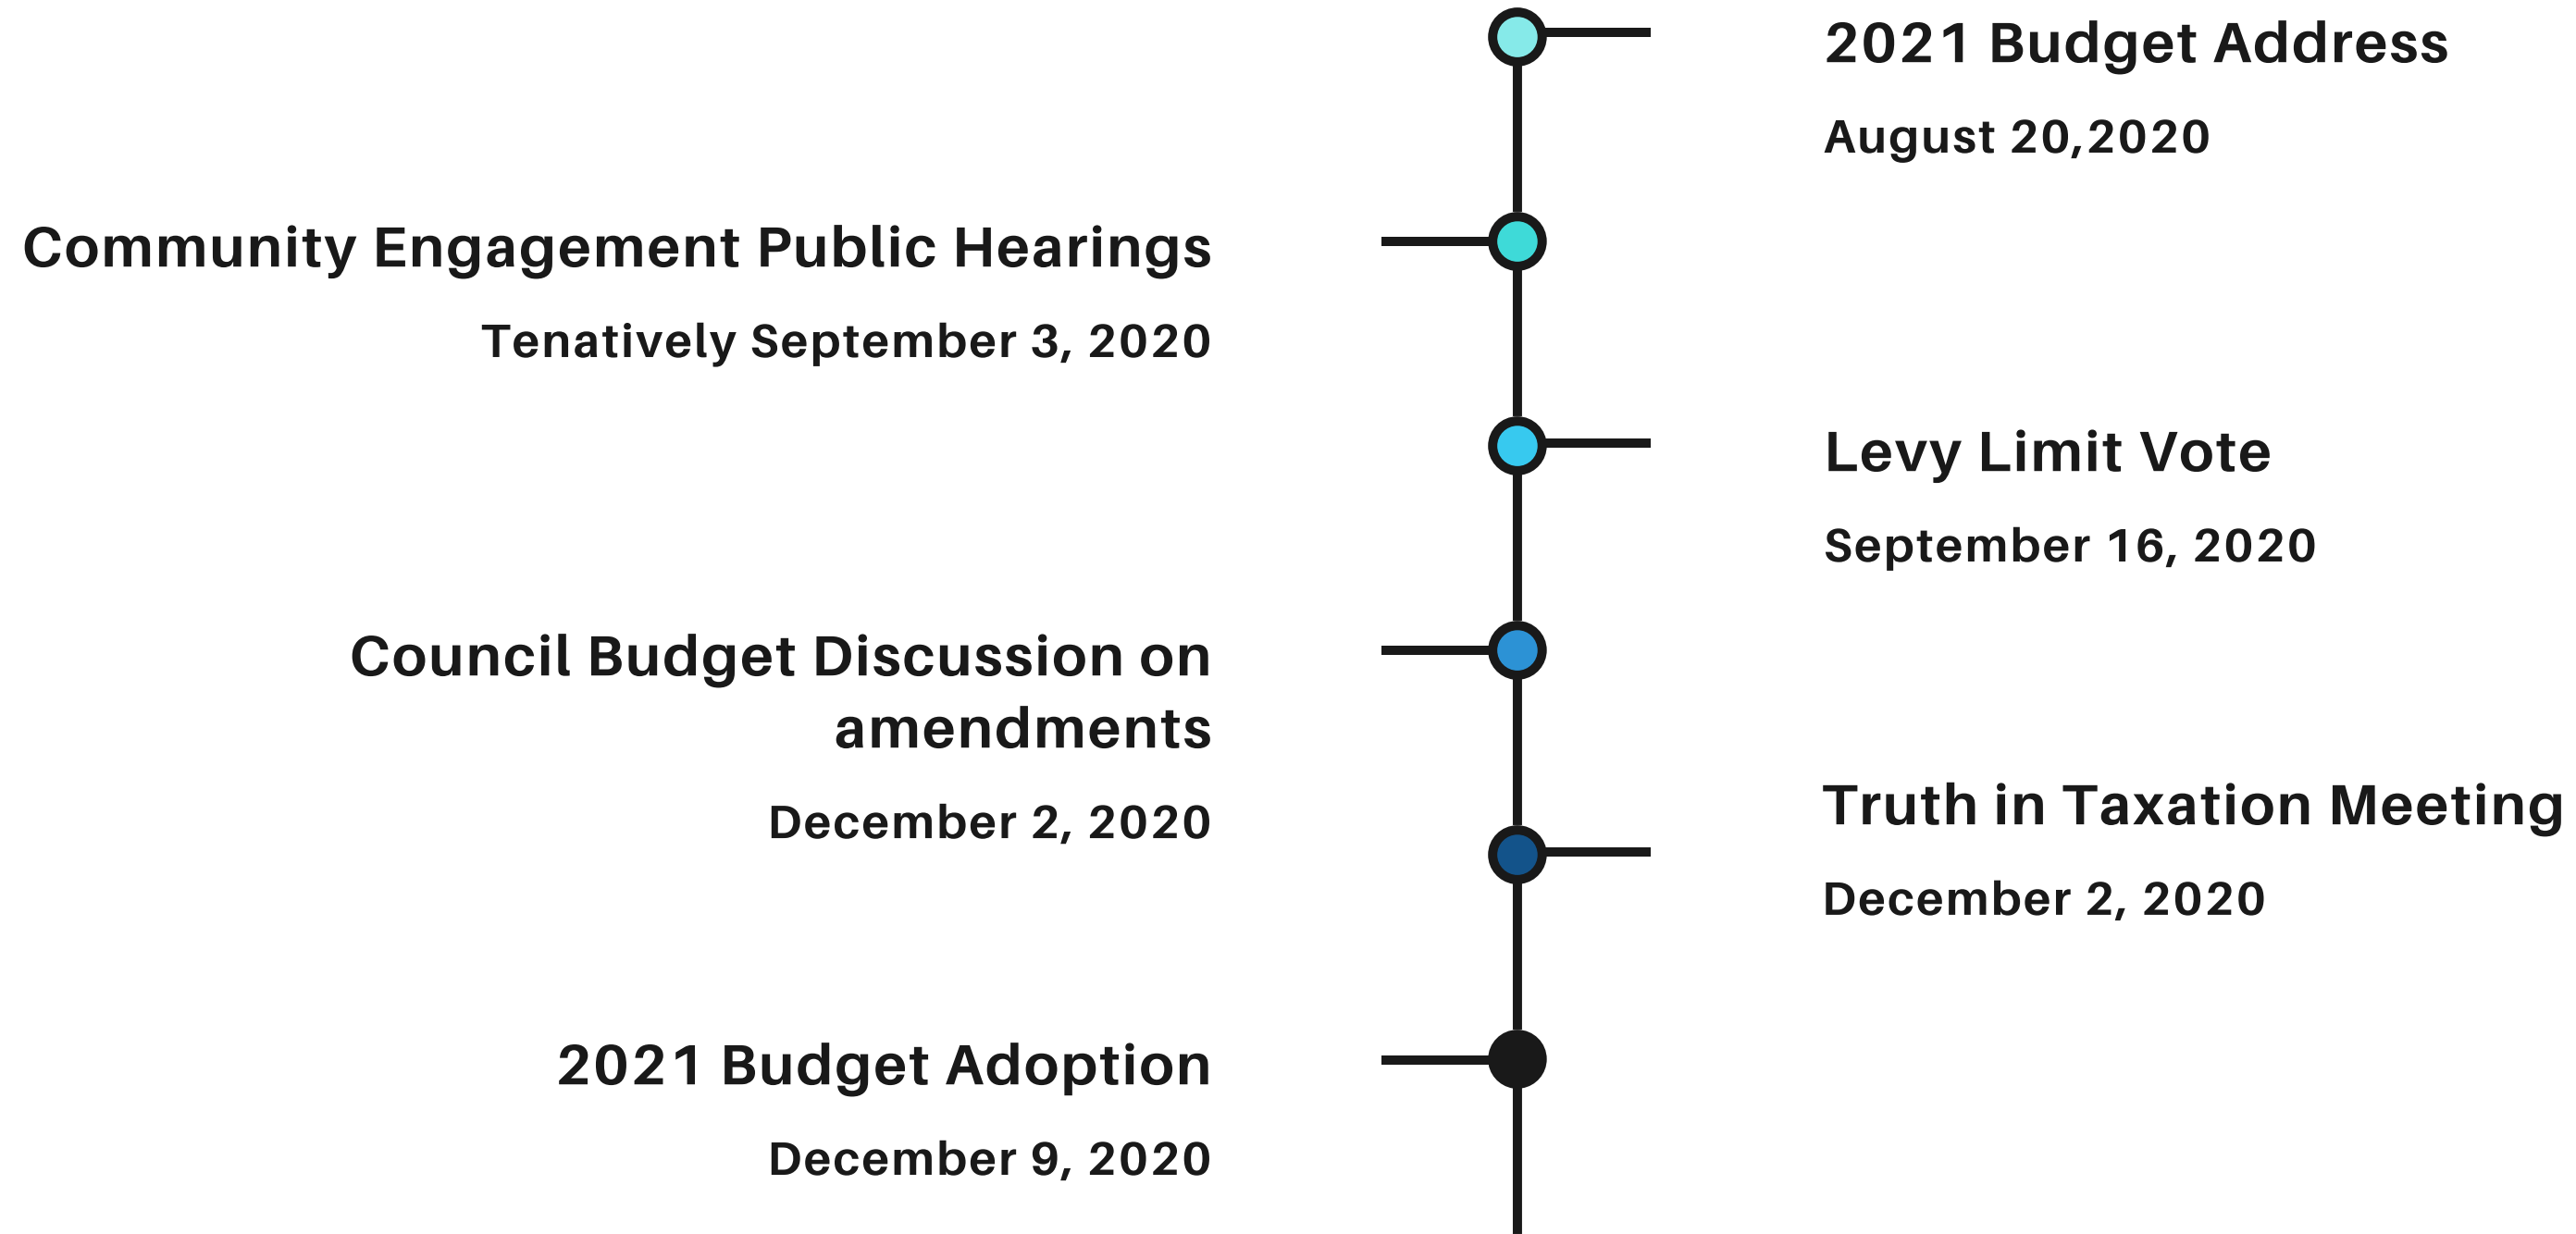 2021 Budget Address
August 20,2020
Community Engagement Public Hearings
Tenatively September 3, 2020
Levy Limit Vote
September 16, 2020
Council Budget Discussion on
amendments
December 2, 2020
Truth in Taxation Meeting
December 2, 2020
2021 Budget Adoption
December 9, 2020